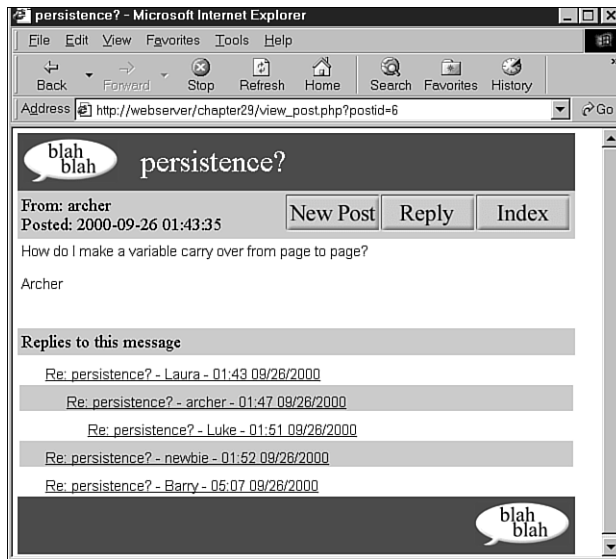 persistence? - Microsoft Internet Explorer
File Edit View Favorites Tools Help
Back Forward Stop Refresh Home Search Favorites History »
Address http://webserver/chapter29/view_post.php?postid=6 Go
blah
blah
persistence?
From: archer
Posted: 2000-09-26 01:43:35
New Post Reply Index
How do I make a variable carry over from page to page?
Archer
Replies to this message
Re: persistence? - Laura - 01:43 09/26/2000
Re: persistence? - archer - 01:47 09/26/2000
Re: persistence? - Luke - 01:51 09/26/2000
Re: persistence? - newbie - 01:52 09/26/2000
Re: persistence? - Barry - 05:07 09/26/2000
blah
blah